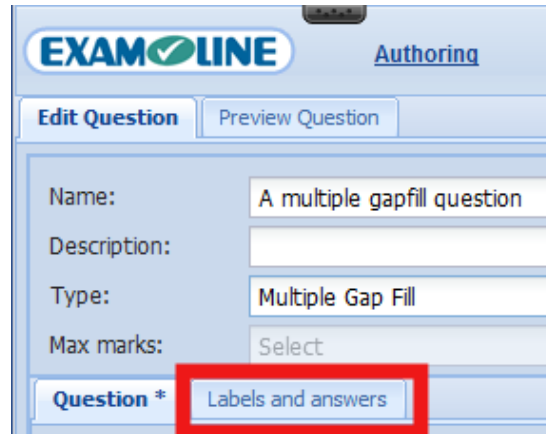 EXAMONLINE Authoring
Edit Question Preview Question
Name: A multiple gapfill question
Description:
Type: Multiple Gap Fill
Max marks: Select
Question * Labels and answers